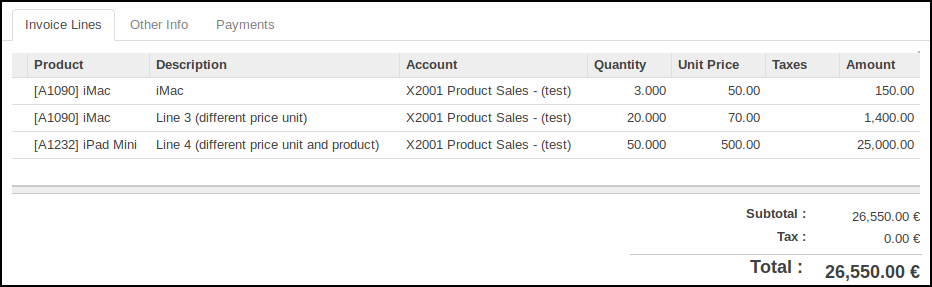 Invoice Lines Other Info Payments
Product Description Account Quantity Unit Price Taxes Amount
[A1090] iMac iMac X2001 Product Sales - (test) 3.000 50.00 150.00
[A1090] iMac Line 3 (different price unit) X2001 Product Sales - (test) 20.000 70.00 1,400.00
[A1232] iPad Mini Line 4 (different price unit and product) X2001 Product Sales - (test) 50.000 500.00 25,000.00
Subtotal : 26,550.00 €
Tax : 0.00 €
Total : 26,550.00 €